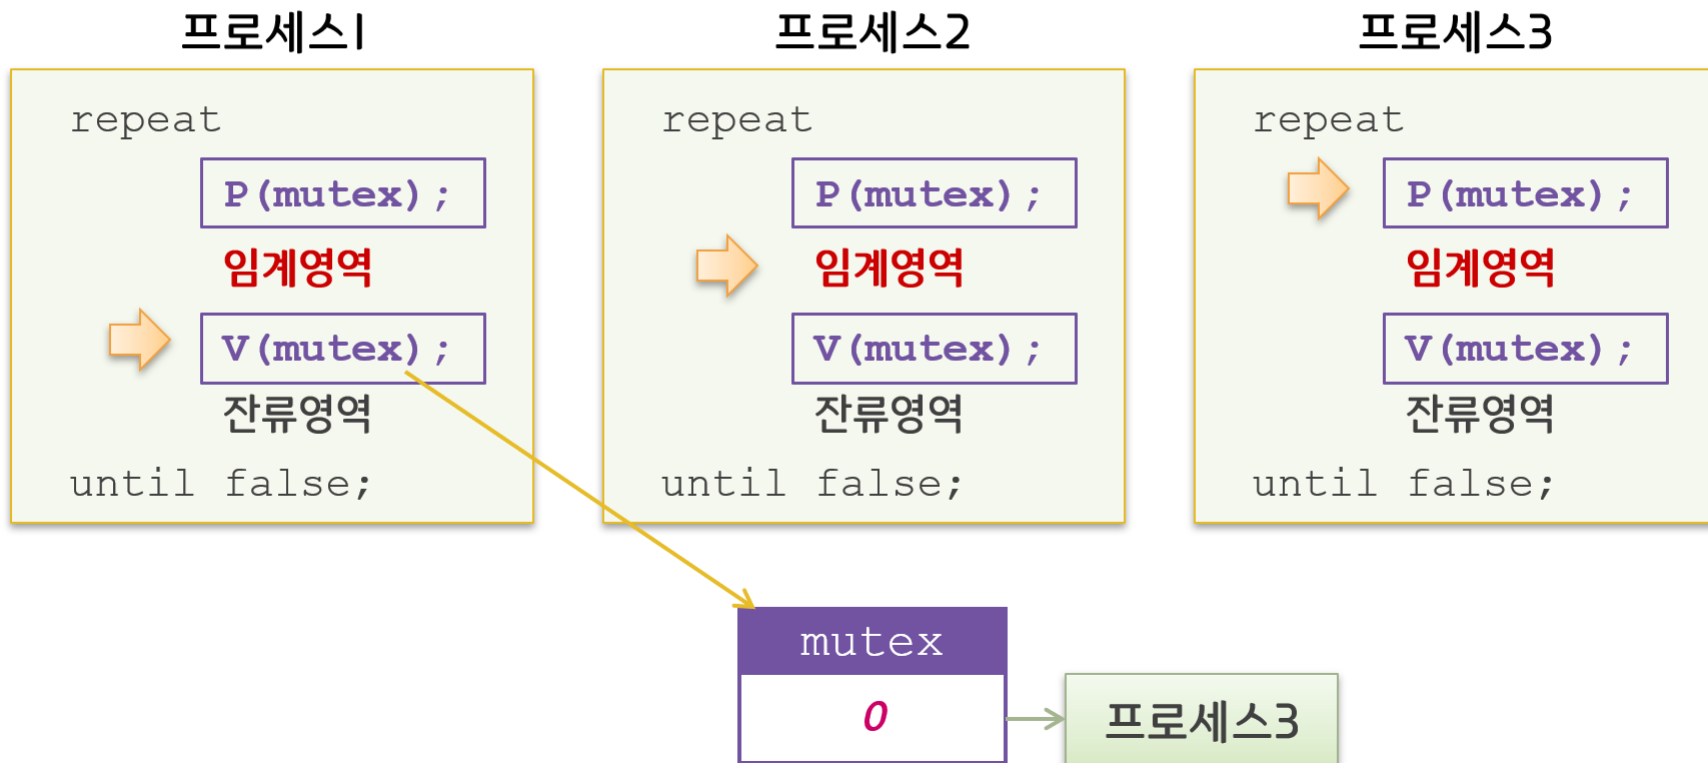 프로세스1
repeat
P(mutex);
임계영역
V(mutex);
잔류영역
until false;
프로세스2
repeat
P(mutex);
임계영역
V(mutex);
잔류영역
until false;
프로세스3
repeat
P(mutex);
임계영역
V(mutex);
잔류영역
until false;
mutex
0
프로세스3